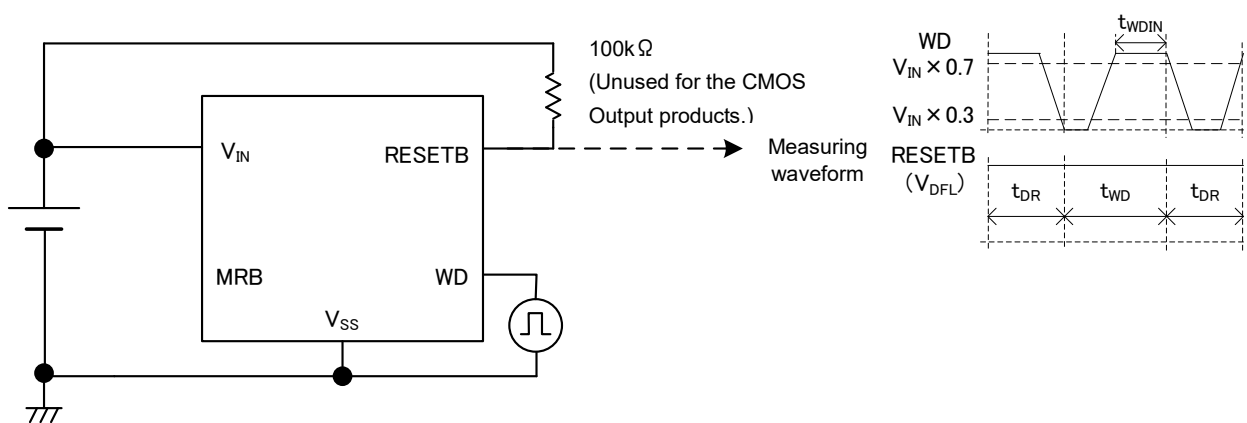 100kΩ
(Unused for the CMOS
Output products.)
V_IN
RESETB
MRB
WD
V_SS
Measuring
waveform
t_WDIN
WD
V_IN × 0.7
V_IN × 0.3
RESETB
(V_DFL)
t_DR t_WD t_DR